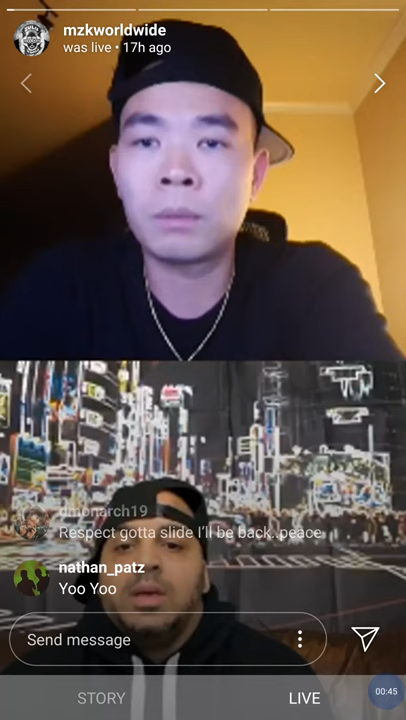 mzkworldwide
was live • 17h ago
dmonarch19
Respect gotta slide I'll be back..peace
nathan_patz
Yoo Yoo
Send message
STORY
LIVE
00:45